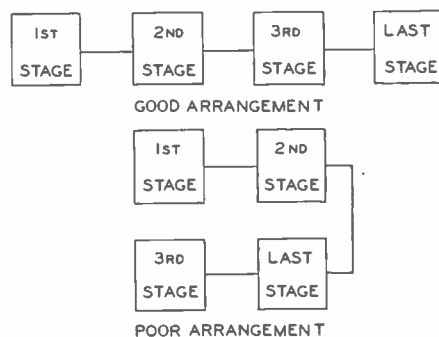 1ST STAGE
2ND STAGE
3RD STAGE
LAST STAGE
GOOD ARRANGEMENT
1ST STAGE
2ND STAGE
3RD STAGE
LAST STAGE
POOR ARRANGEMENT